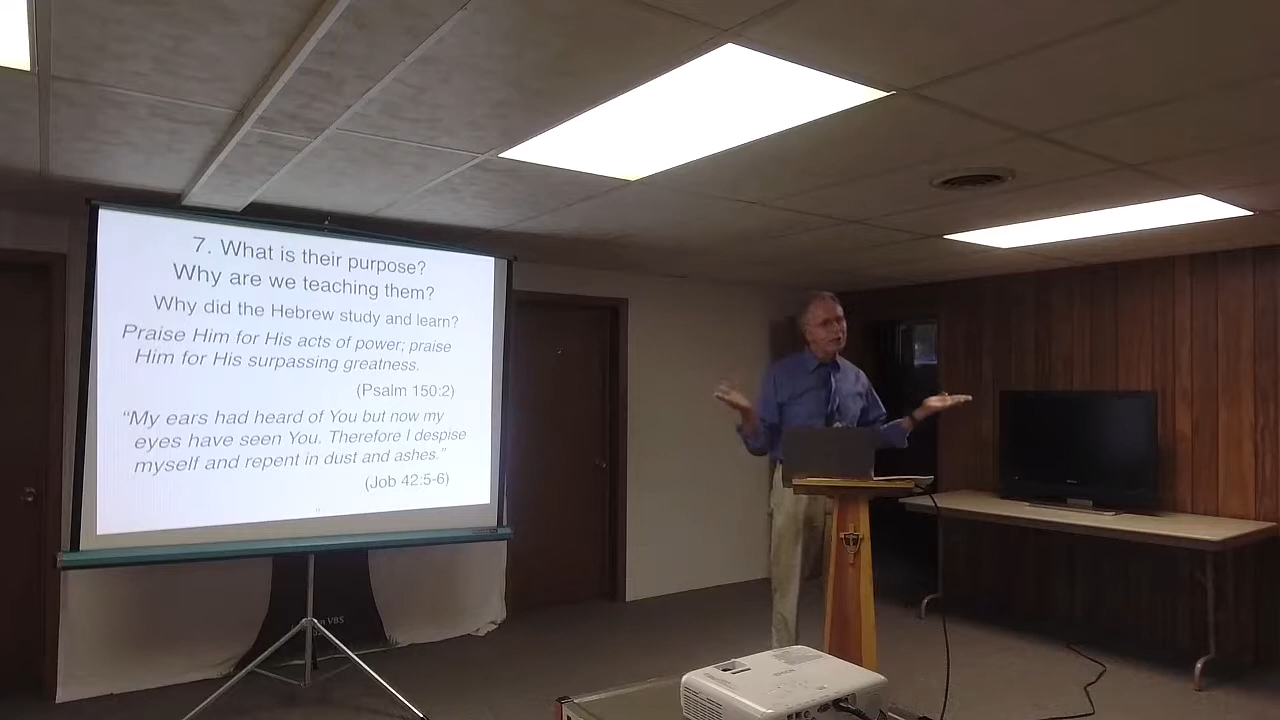 7. What is their purpose?
Why are we teaching them?
Why did the Hebrew study and learn?
Praise Him for His acts of power; praise
Him for His surpassing greatness.
(Psalm 150:2)
“My ears had heard of You but now my
eyes have seen You. Therefore I despise
myself and repent in dust and ashes.”
(Job 42:5-6)
VBS
EPSON